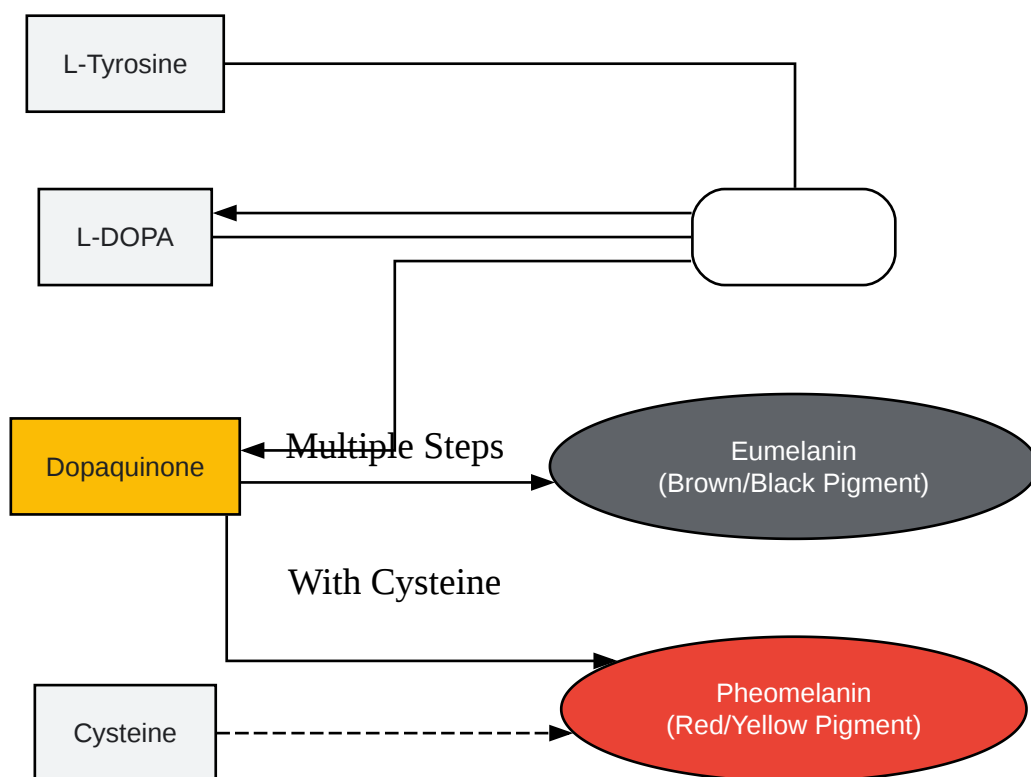 L-Tyrosine
L-DOPA
Multiple Steps
Dopaquinone
Eumelanin
(Brown/Black Pigment)
With Cysteine
Pheomelanin
(Red/Yellow Pigment)
Cysteine